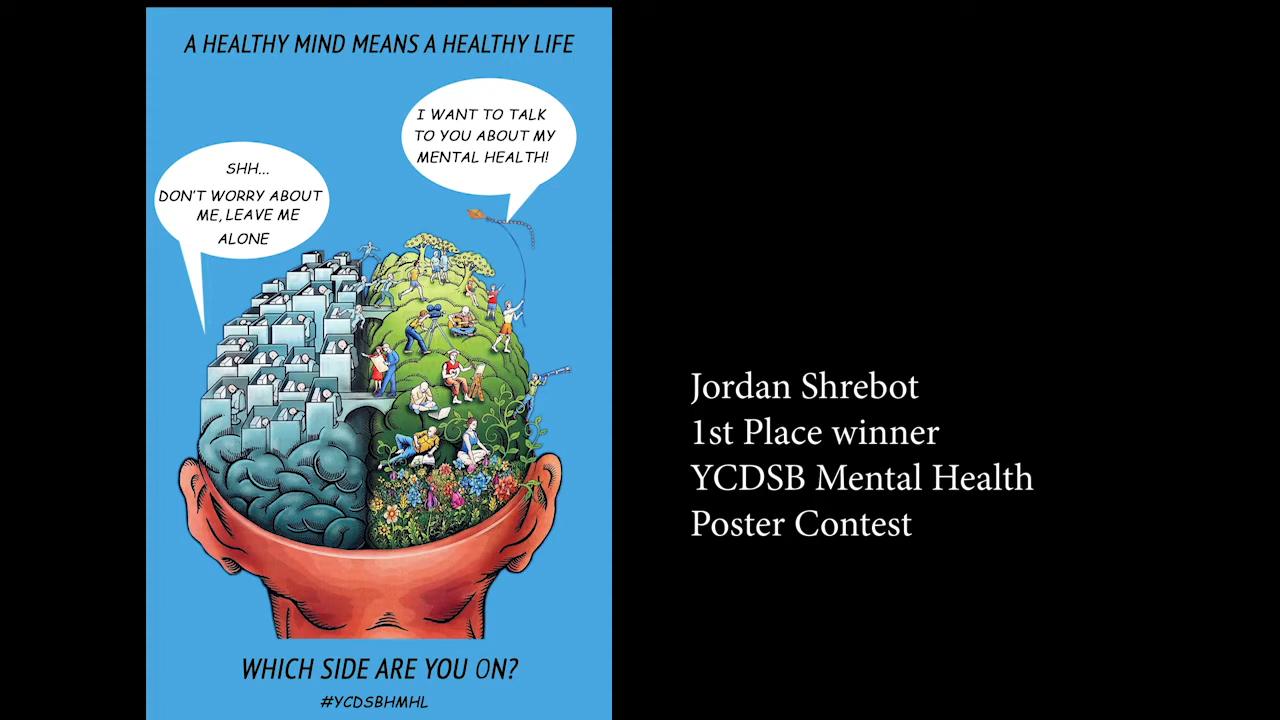 A HEALTHY MIND MEANS A HEALTHY LIFE
I WANT TO TALK
TO YOU ABOUT MY
MENTAL HEALTH!
SHH...
DON'T WORRY ABOUT
ME, LEAVE ME
ALONE
WHICH SIDE ARE YOU ON?
#YCDSBHMHL
Jordan Shrebot
1st Place winner
YCDSB Mental Health
Poster Contest